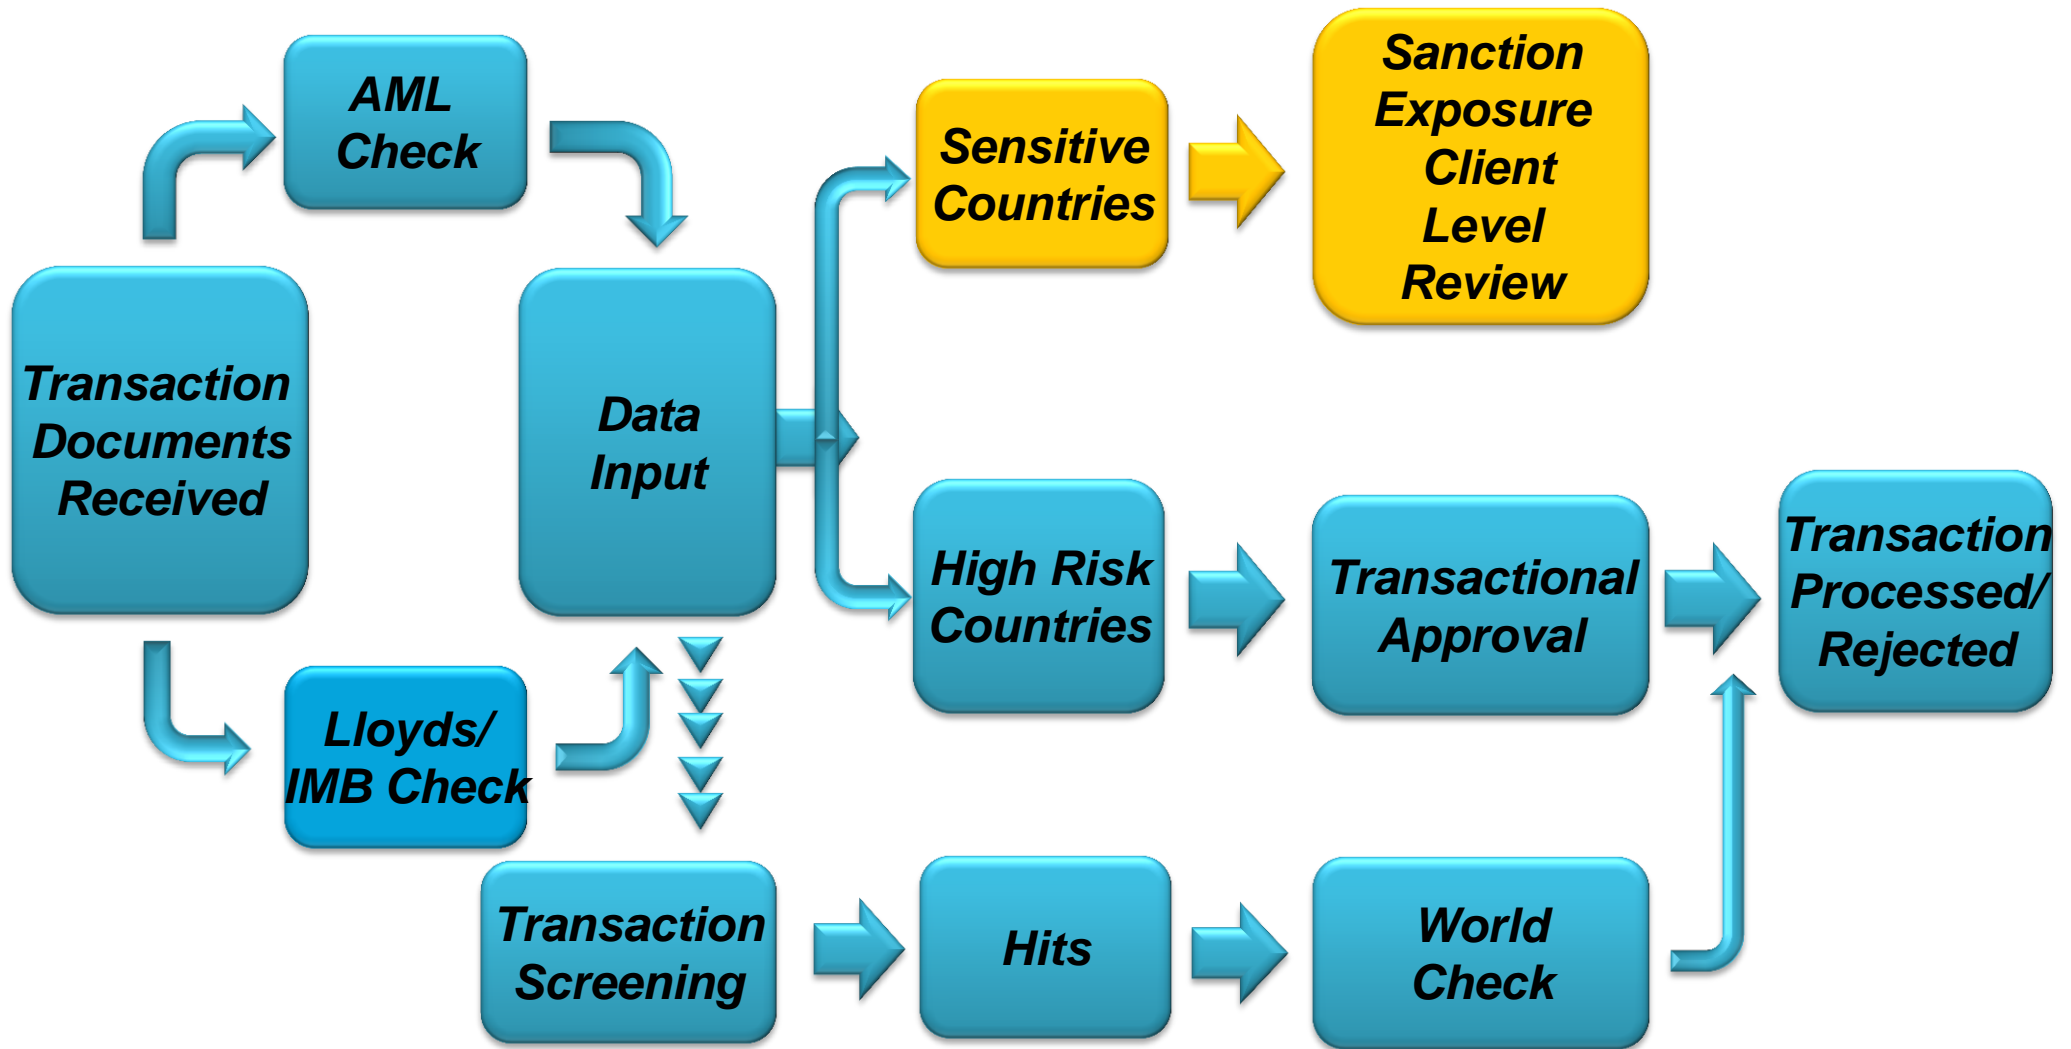 AML
Check
Sanction
Exposure
Client
Level
Review
Sensitive
Countries
Transaction
Documents
Received
Data
Input
High Risk
Countries
Transactional
Approval
Transaction
Processed/
Rejected
Lloyds/
IMB Check
Transaction
Screening
Hits
World
Check